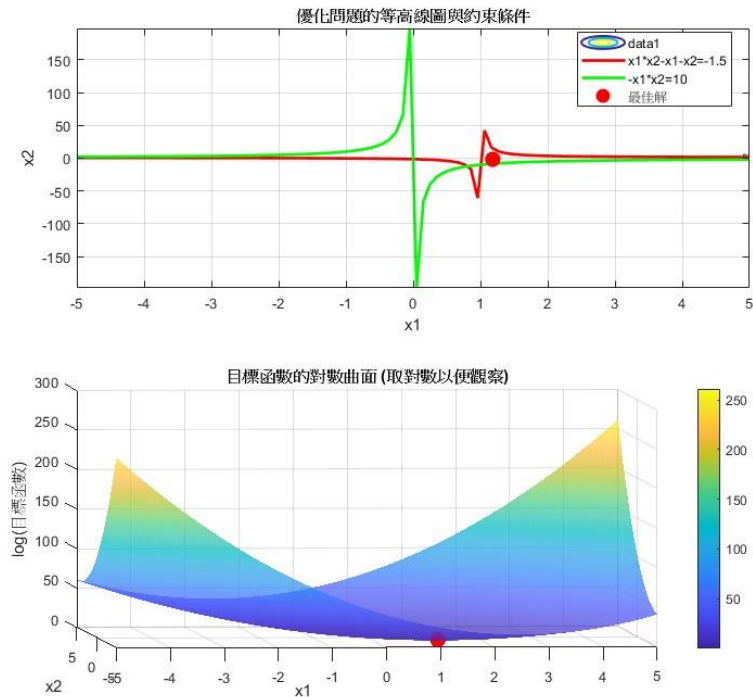 優化問題的等高線圖與約束條件
data1
x1*x2-x1-x2=-1.5
-x1*x2=10
最佳解
150
100
50
0
-50
-100
-150
x2
-5 -4 -3 -2 -1 0 1 2 3 4 5
x1
目標函數的對數曲面 (取對數以便觀察)
300
250
200
150
100
50
0
log(目標函數)
5
0
-5
x2
-5 -4 -3 -2 -1 0 1 2 3 4 5
x1
250
200
150
100
50